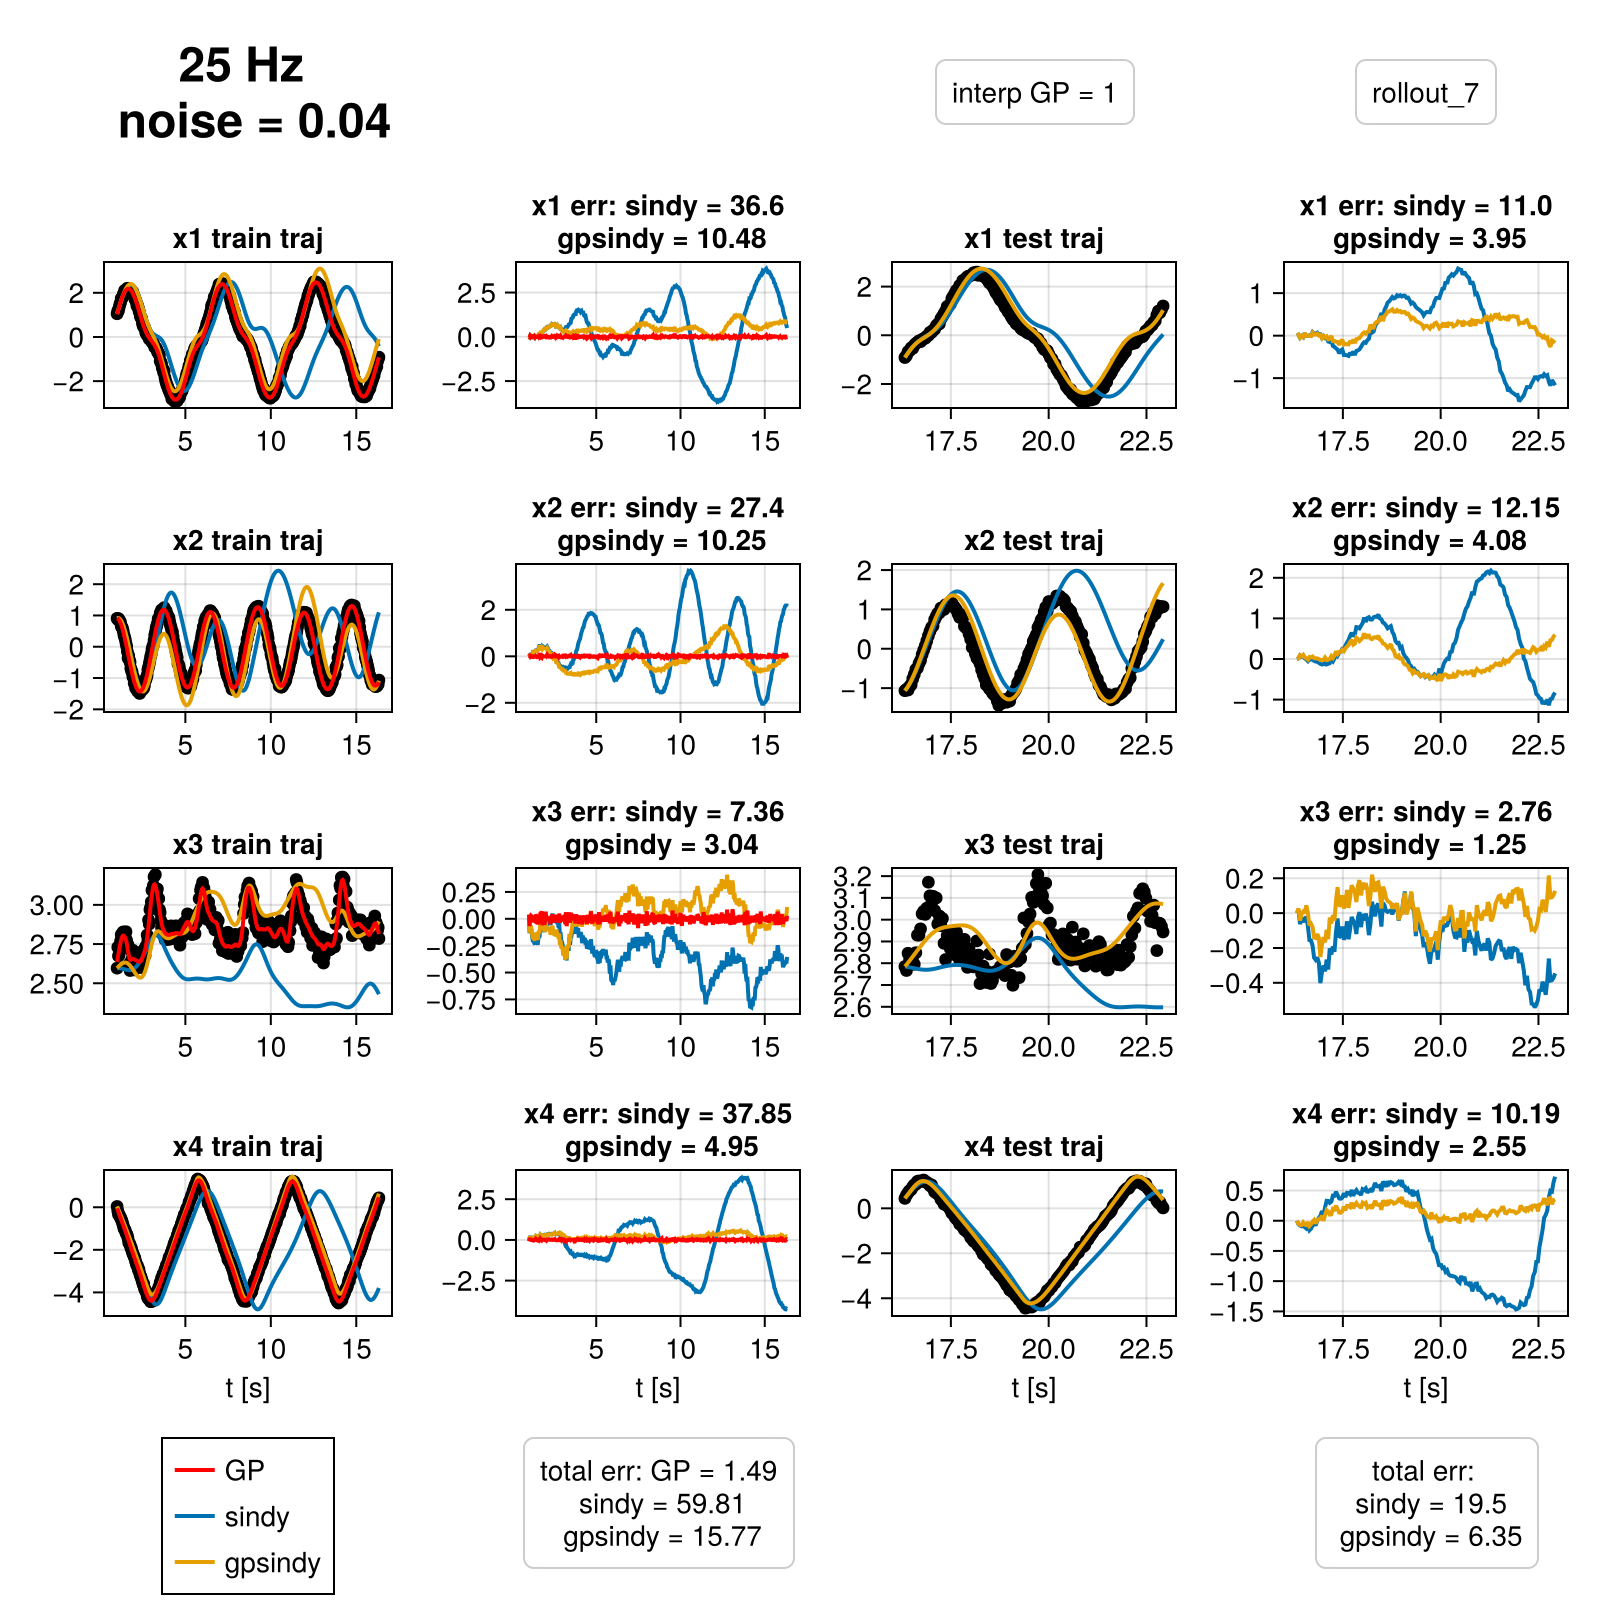 25 Hz
noise = 0.04
interp GP = 1
rollout_7
x1 train traj
2
0
−2
5
10
15
x1 err: sindy = 36.6
gpsindy = 10.48
2.5
0.0
−2.5
5
10
15
x1 test traj
2
0
−2
17.5
20.0
22.5
x1 err: sindy = 11.0
gpsindy = 3.95
1
0
−1
17.5
20.0
22.5
x2 train traj
2
1
0
−1
−2
5
10
15
x2 err: sindy = 27.4
gpsindy = 10.25
2
0
−2
5
10
15
x2 test traj
2
1
0
−1
17.5
20.0
22.5
x2 err: sindy = 12.15
gpsindy = 4.08
2
1
0
−1
17.5
20.0
22.5
x3 train traj
3.00
2.75
2.50
5
10
15
x3 err: sindy = 7.36
gpsindy = 3.04
0.25
0.00
−0.25
−0.50
−0.75
5
10
15
x3 test traj
3.2
3.1
3.0
2.9
2.8
2.7
2.6
17.5
20.0
22.5
x3 err: sindy = 2.76
gpsindy = 1.25
0.2
0.0
−0.2
−0.4
17.5
20.0
22.5
x4 train traj
0
−2
−4
5
10
15
t [s]
x4 err: sindy = 37.85
gpsindy = 4.95
2.5
0.0
−2.5
5
10
15
t [s]
x4 test traj
0
−2
−4
17.5
20.0
22.5
t [s]
x4 err: sindy = 10.19
gpsindy = 2.55
0.5
0.0
−0.5
−1.0
−1.5
17.5
20.0
22.5
t [s]
GP
sindy
gpsindy
total err: GP = 1.49
sindy = 59.81
gpsindy = 15.77
total err:
sindy = 19.5
gpsindy = 6.35